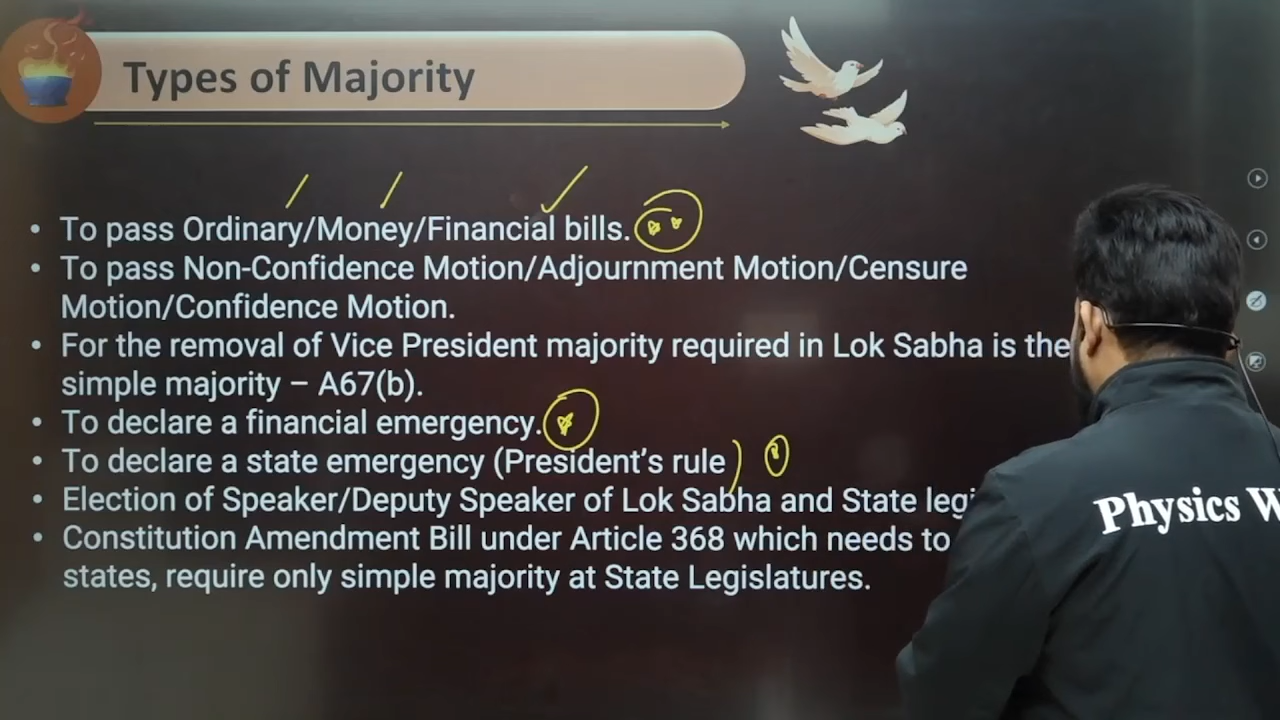 Types of Majority
• To pass Ordinary/Money/Financial bills.
• To pass Non-Confidence Motion/Adjournment Motion/Censure
Motion/Confidence Motion.
• For the removal of Vice President majority required in Lok Sabha is the
simple majority – A67(b).
• To declare a financial emergency.
• To declare a state emergency (President's rule)
• Election of Speaker/Deputy Speaker of Lok Sabha and State
• Constitution Amendment Bill under Article 368 which needs to
states, require only simple majority at State Legislatures.
Physics